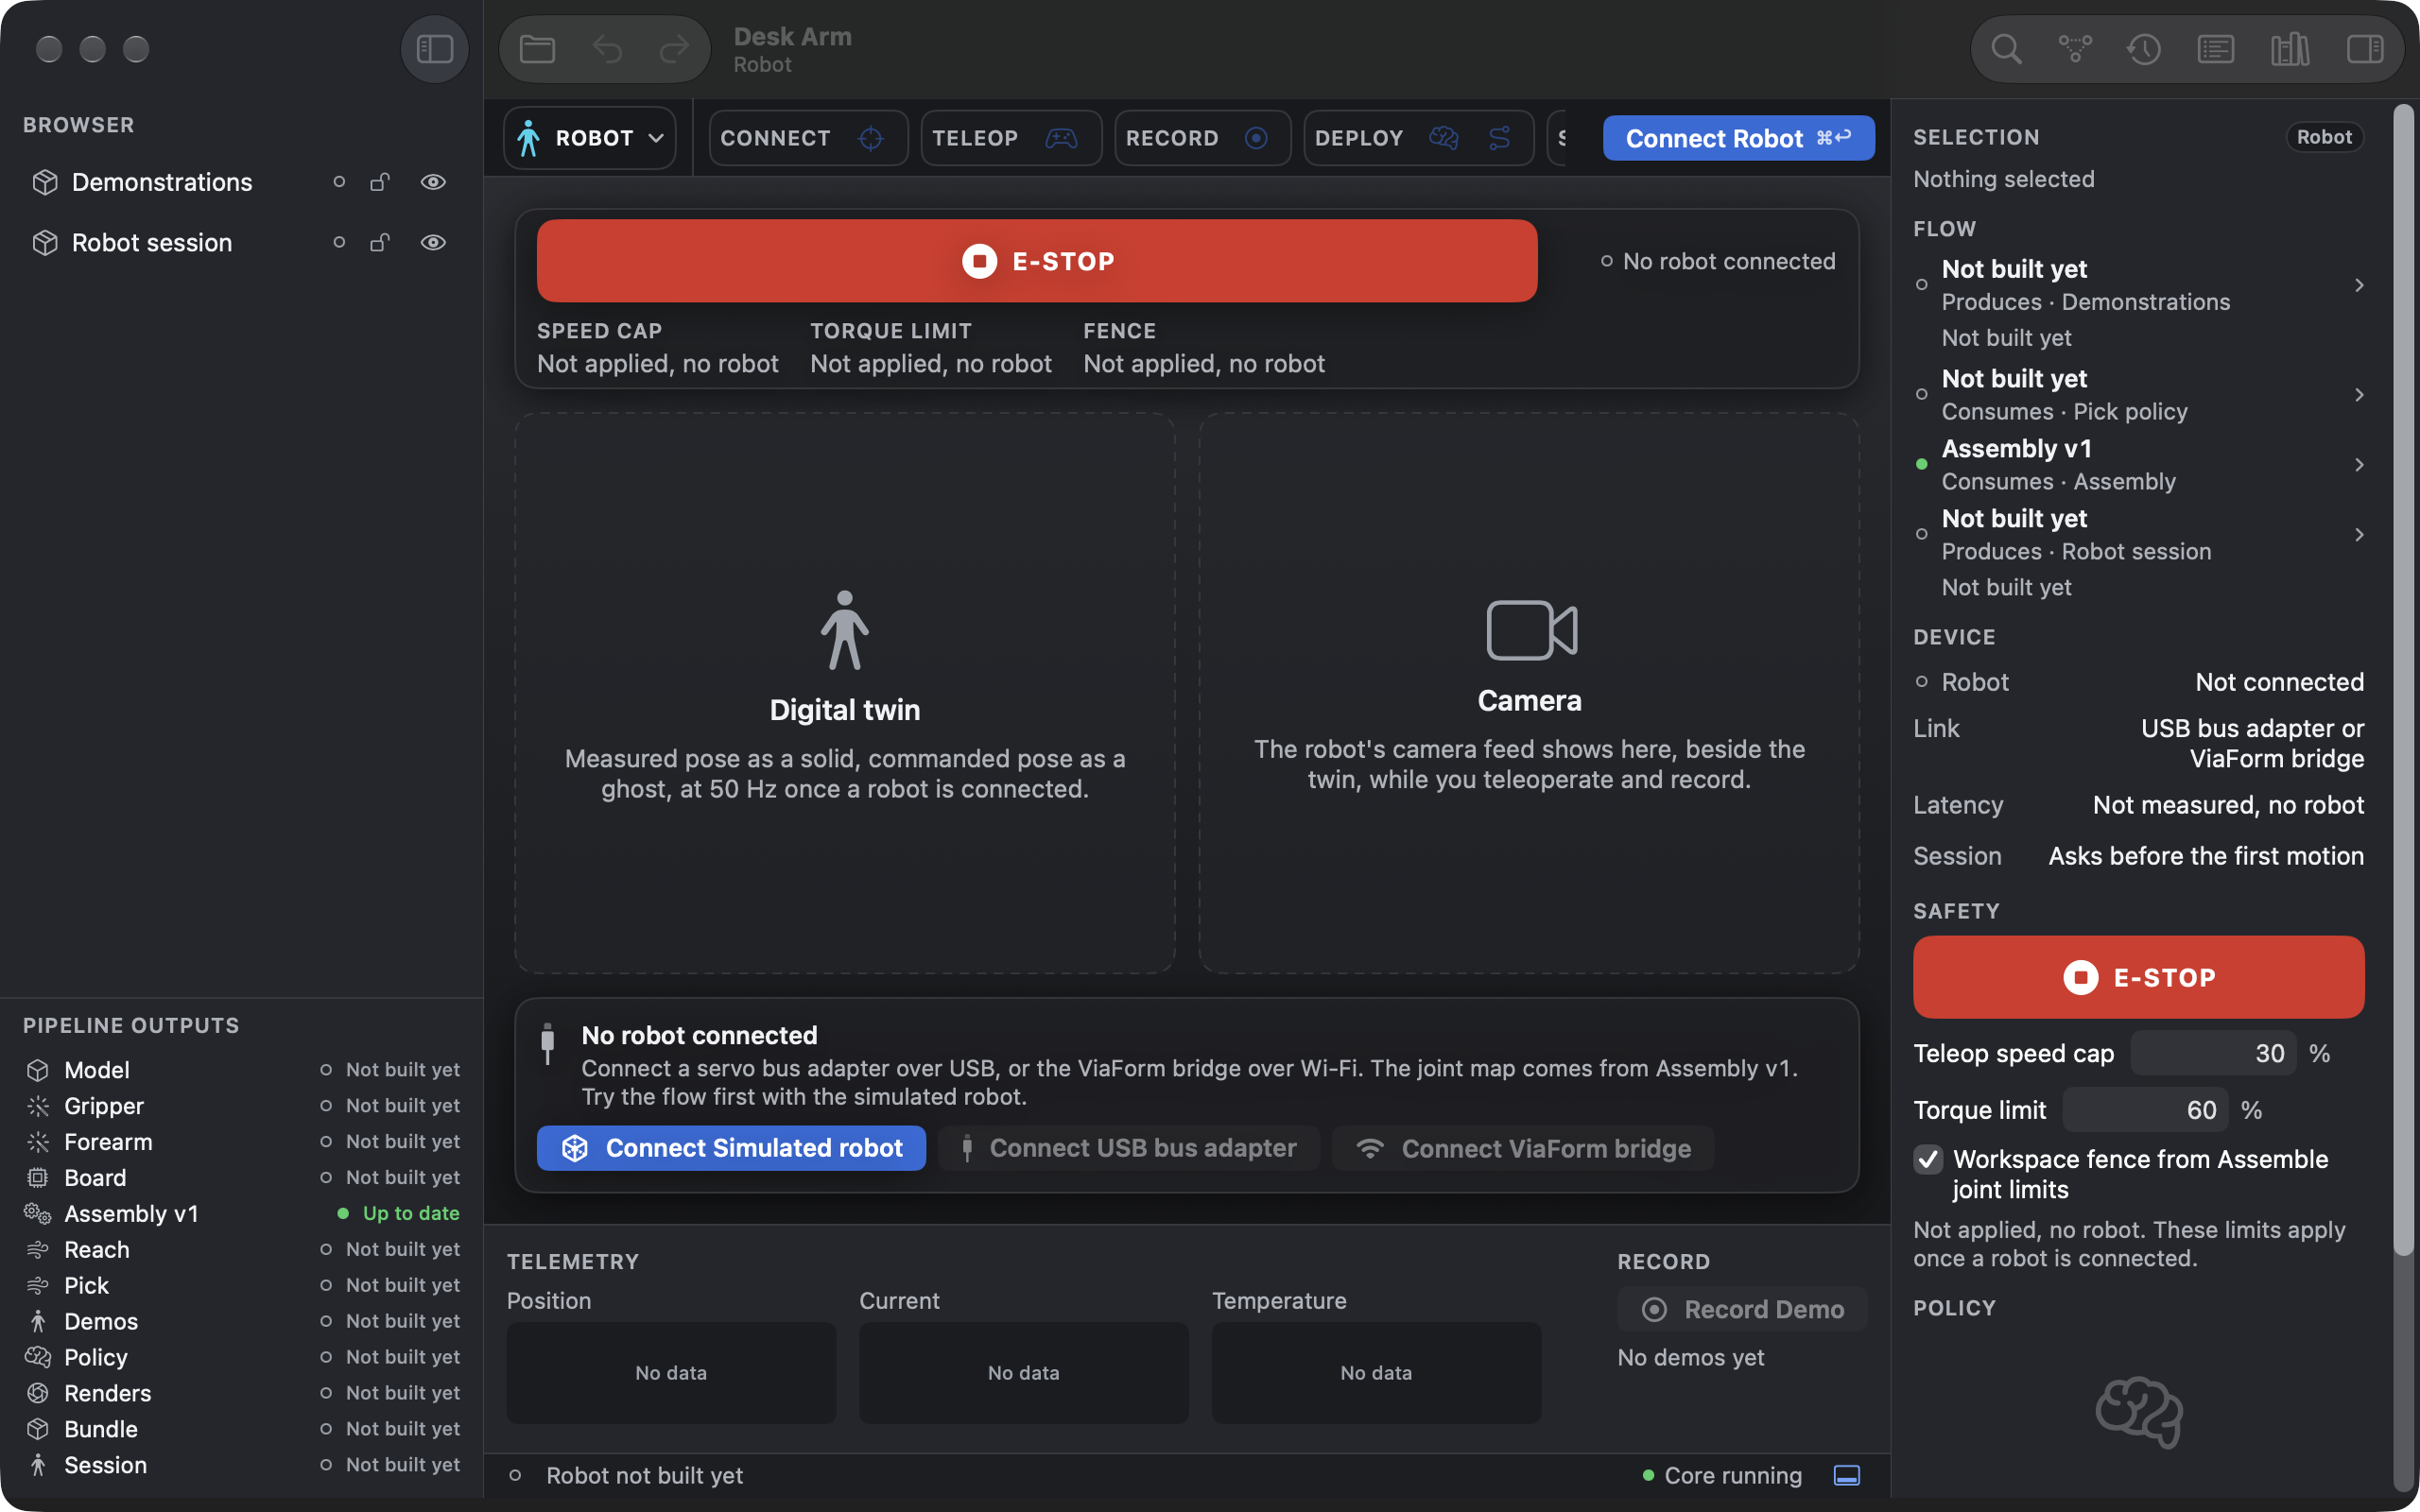 Desk Arm
Robot
BROWSER
Demonstrations
Robot session
PIPELINE OUTPUTS
Model Not built yet
Gripper Not built yet
Forearm Not built yet
Board Not built yet
Assembly v1 Up to date
Reach Not built yet
Pick Not built yet
Demos Not built yet
Policy Not built yet
Renders Not built yet
Bundle Not built yet
Session Not built yet
ROBOT CONNECT TELEOP RECORD DEPLOY Connect Robot ⌘↩
E-STOP
No robot connected
SPEED CAP TORQUE LIMIT FENCE
Not applied, no robot Not applied, no robot Not applied, no robot
Digital twin
Measured pose as a solid, commanded pose as a
ghost, at 50 Hz once a robot is connected.
Camera
The robot's camera feed shows here, beside the
twin, while you teleoperate and record.
No robot connected
Connect a servo bus adapter over USB, or the ViaForm bridge over Wi-Fi. The joint map comes from Assembly v1.
Try the flow first with the simulated robot.
Connect Simulated robot Connect USB bus adapter Connect ViaForm bridge
TELEMETRY
Position Current Temperature
No data No data No data
RECORD
Record Demo
No demos yet
Robot not built yet Core running
SELECTION Robot
Nothing selected
FLOW
Not built yet
Produces · Demonstrations
Not built yet
Not built yet
Consumes · Pick policy
Assembly v1
Consumes · Assembly
Not built yet
Produces · Robot session
Not built yet
DEVICE
Robot Not connected
Link USB bus adapter or
ViaForm bridge
Latency Not measured, no robot
Session Asks before the first motion
SAFETY
E-STOP
Teleop speed cap 30 %
Torque limit 60 %
Workspace fence from Assemble
joint limits
Not applied, no robot. These limits apply
once a robot is connected.
POLICY